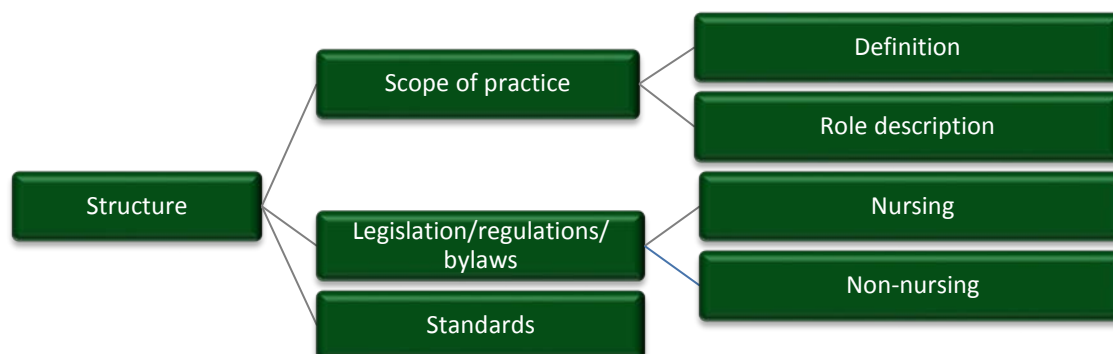 Structure
Scope of practice
Definition
Role description
Legislation/regulations/
bylaws
Nursing
Non-nursing
Standards